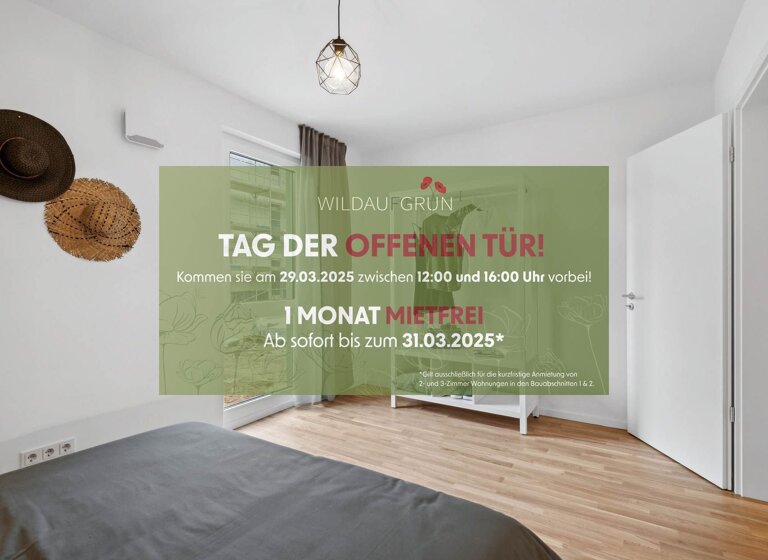 WILDAUFGRÜN
TAG DER OFFENEN TÜR!
Kommen sie am 29.03.2025 zwischen 12:00 und 16:00 Uhr vorbei!
1 MONAT MIETFREI
Ab sofort bis zum 31.03.2025*
*Gilt ausschließlich für die kurzfristige Anmietung von
2- und 3-Zimmer Wohnungen in den Bauabschnitten 1 & 2.